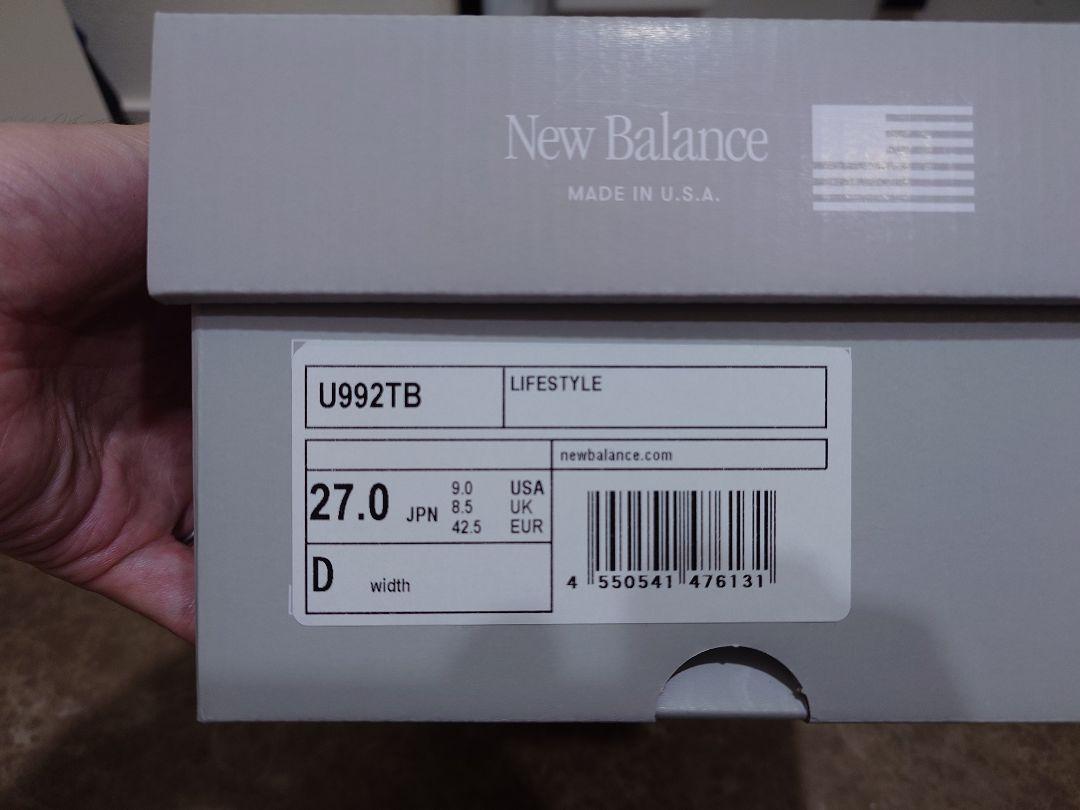 New Balance
MADE IN U.S.A.
U992TB
LIFESTYLE
newbalance.com
27.0 JPN
9.0 USA
8.5 UK
42.5 EUR
D width
4 550541 476131